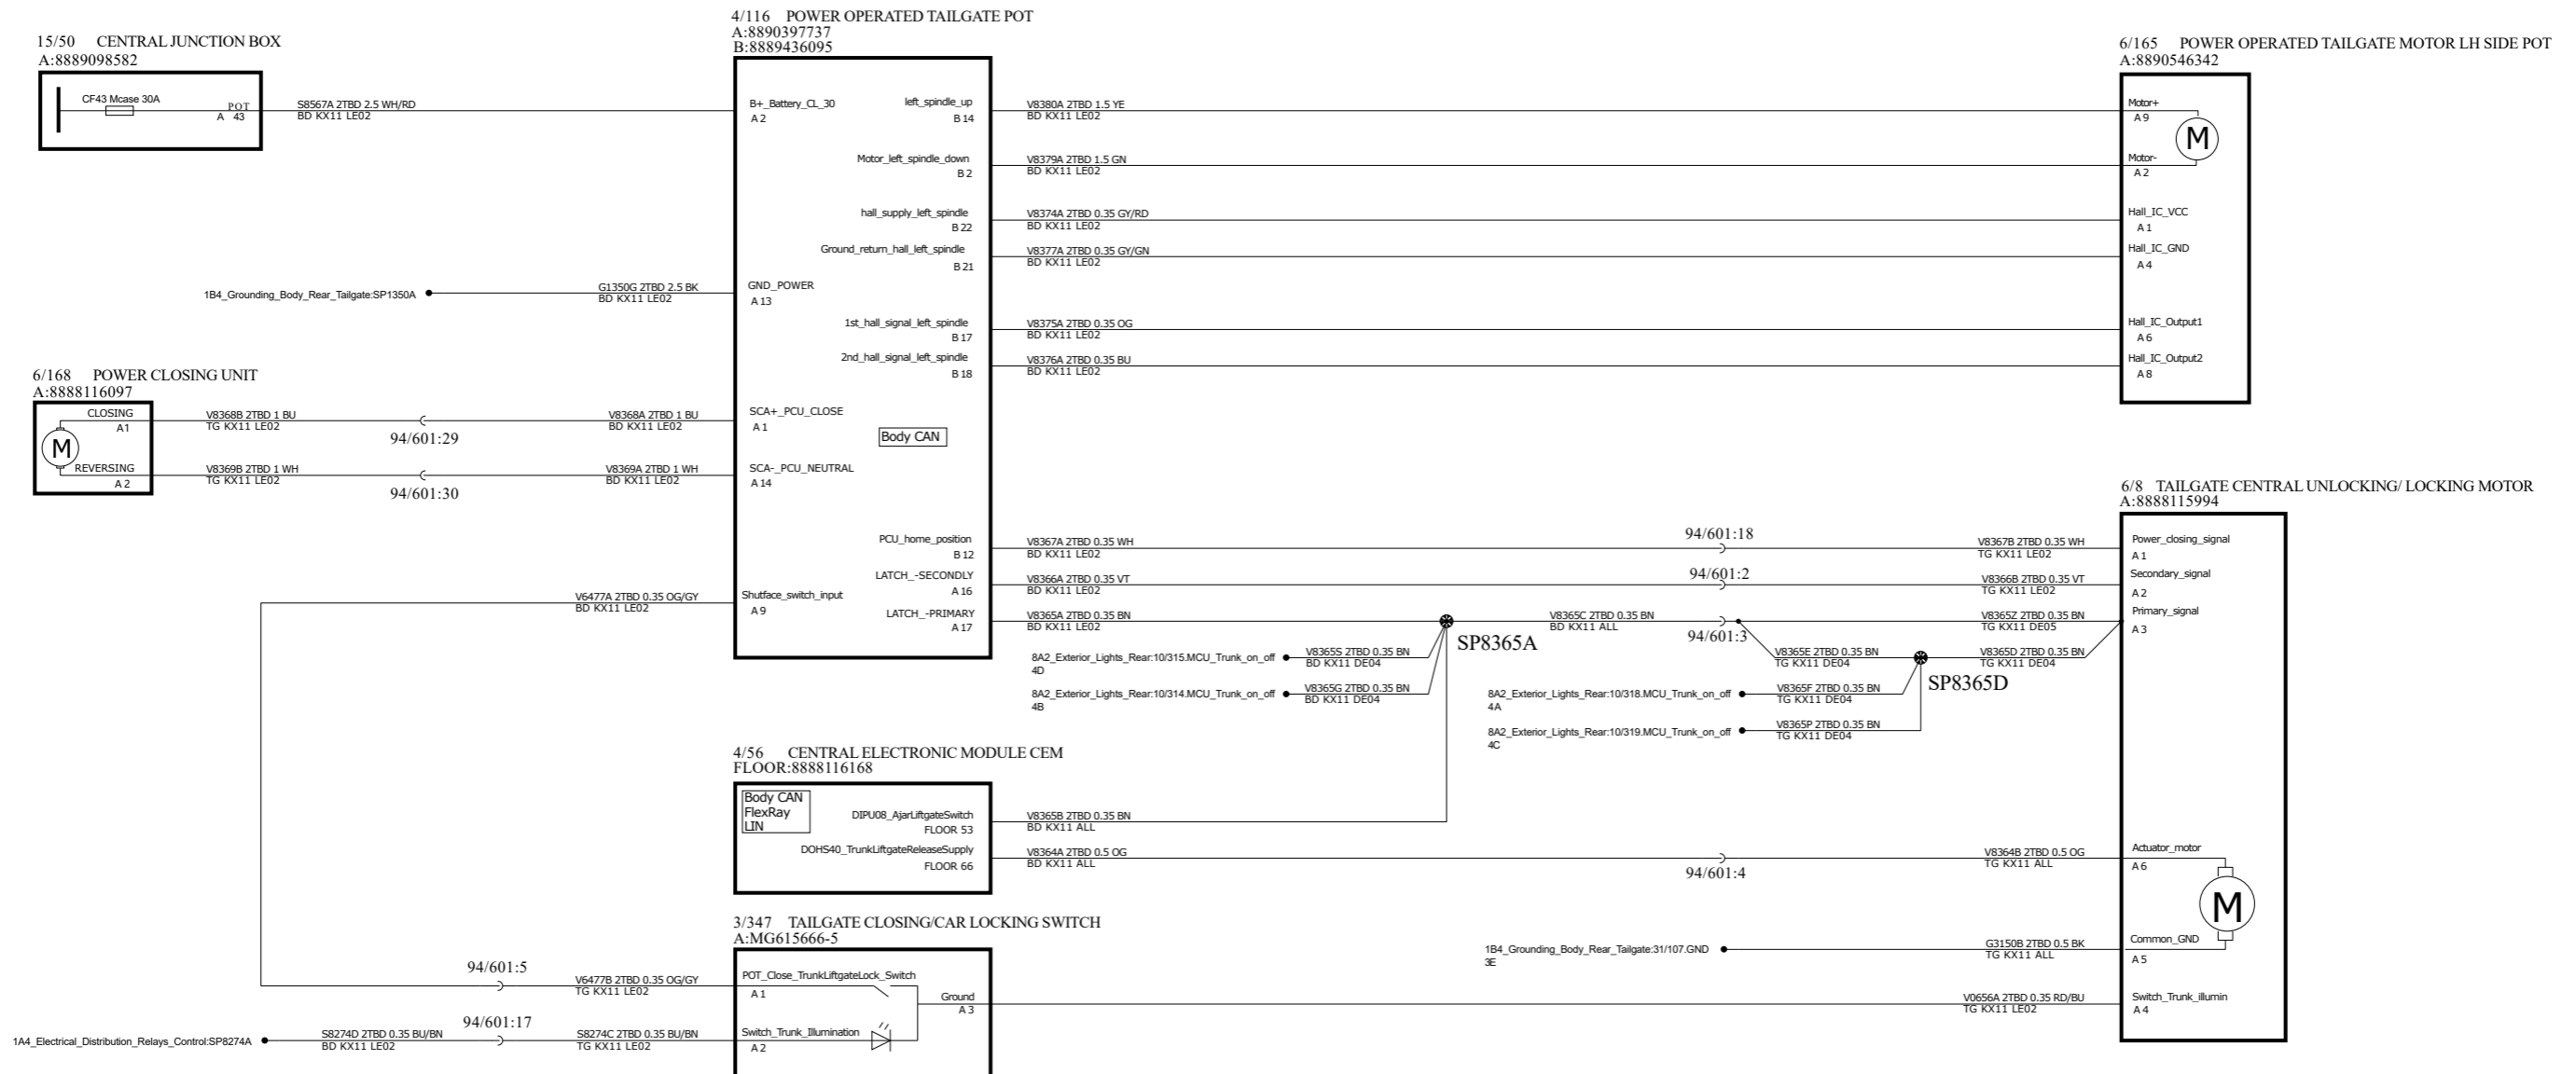 4/116 POWER OPERATED TAILGATE POT
A:8890397737
B:8889436095
15/50 CENTRAL JUNCTION BOX
A:8889098582
CF43 Mcase 30A
POT
A 43
S8567A 2TBD 2.5 WH/RD
BD KX11 LE02
B+_Battery_CL_30
A 2
left_spindle_up
B 14
V8380A 2TBD 1.5 YE
BD KX11 LE02
6/165 POWER OPERATED TAILGATE MOTOR LH SIDE POT
A:8890546342
Motor+
A 9
M
Motor_left_spindle_down
B 2
V8379A 2TBD 1.5 GN
BD KX11 LE02
Motor-
A 2
hall_supply_left_spindle
B 22
V8374A 2TBD 0.35 GY/RD
BD KX11 LE02
Hall_IC_VCC
A 1
Ground_return_hall_left_spindle
B 21
V8377A 2TBD 0.35 GY/GN
BD KX11 LE02
Hall_IC_GND
A 4
1B4_Grounding_Body_Rear_Tailgate:SP1350A
G1350G 2TBD 2.5 BK
BD KX11 LE02
GND_POWER
A 13
1st_hall_signal_left_spindle
B 17
V8375A 2TBD 0.35 OG
BD KX11 LE02
Hall_IC_Output1
A 6
2nd_hall_signal_left_spindle
B 18
V8376A 2TBD 0.35 BU
BD KX11 LE02
Hall_IC_Output2
A 8
6/168 POWER CLOSING UNIT
A:8888116097
CLOSING
A 1
M
REVERSING
A 2
V8368B 2TBD 1 BU
TG KX11 LE02
94/601:29
V8368A 2TBD 1 BU
BD KX11 LE02
SCA+_PCU_CLOSE
A 1
Body CAN
V8369B 2TBD 1 WH
TG KX11 LE02
94/601:30
V8369A 2TBD 1 WH
BD KX11 LE02
SCA-_PCU_NEUTRAL
A 14
6/8 TAILGATE CENTRAL UNLOCKING/ LOCKING MOTOR
A:8888115994
PCU_home_position
B 12
V8367A 2TBD 0.35 WH
BD KX11 LE02
94/601:18
V8367B 2TBD 0.35 WH
TG KX11 LE02
Power_closing_signal
A 1
LATCH_-SECONDLY
A 16
V8366A 2TBD 0.35 VT
BD KX11 LE02
94/601:2
V8366B 2TBD 0.35 VT
TG KX11 LE02
Secondary_signal
A 2
V6477A 2TBD 0.35 OG/GY
BD KX11 LE02
Shutface_switch_input
A 9
LATCH_-PRIMARY
A 17
V8365A 2TBD 0.35 BN
BD KX11 LE02
SP8365A
V8365C 2TBD 0.35 BN
BD KX11 ALL
94/601:3
V8365Z 2TBD 0.35 BN
TG KX11 DE05
Primary_signal
A 3
8A2_Exterior_Lights_Rear:10/315.MCU_Trunk_on_off
4D
V8365S 2TBD 0.35 BN
BD KX11 DE04
V8365E 2TBD 0.35 BN
TG KX11 DE04
V8365D 2TBD 0.35 BN
TG KX11 DE04
SP8365D
8A2_Exterior_Lights_Rear:10/314.MCU_Trunk_on_off
4B
V8365G 2TBD 0.35 BN
BD KX11 DE04
8A2_Exterior_Lights_Rear:10/318.MCU_Trunk_on_off
4A
V8365F 2TBD 0.35 BN
TG KX11 DE04
8A2_Exterior_Lights_Rear:10/319.MCU_Trunk_on_off
4C
V8365P 2TBD 0.35 BN
TG KX11 DE04
4/56 CENTRAL ELECTRONIC MODULE CEM
FLOOR:8888116168
Body CAN
FlexRay
LIN
DIPU08_AjarLiftgateSwitch
FLOOR 53
V8365B 2TBD 0.35 BN
BD KX11 ALL
DOHS40_TrunkLiftgateReleaseSupply
FLOOR 66
V8364A 2TBD 0.5 OG
BD KX11 ALL
94/601:4
V8364B 2TBD 0.5 OG
TG KX11 ALL
Actuator_motor
A 6
M
1B4_Grounding_Body_Rear_Tailgate:31/107.GND
3E
G3150B 2TBD 0.5 BK
TG KX11 ALL
Common_GND
A 5
3/347 TAILGATE CLOSING/CAR LOCKING SWITCH
A:MG615666-5
94/601:5
V6477B 2TBD 0.35 OG/GY
TG KX11 LE02
POT_Close_TrunkLiftgateLock_Switch
A 1
Ground
A 3
V0656A 2TBD 0.35 RD/BU
TG KX11 LE02
Switch_Trunk_illumin
A 4
1A4_Electrical_Distribution_Relays_Control:SP8274A
S8274D 2TBD 0.35 BU/BN
BD KX11 LE02
94/601:17
S8274C 2TBD 0.35 BU/BN
TG KX11 LE02
Switch_Trunk_Illumination
A 2